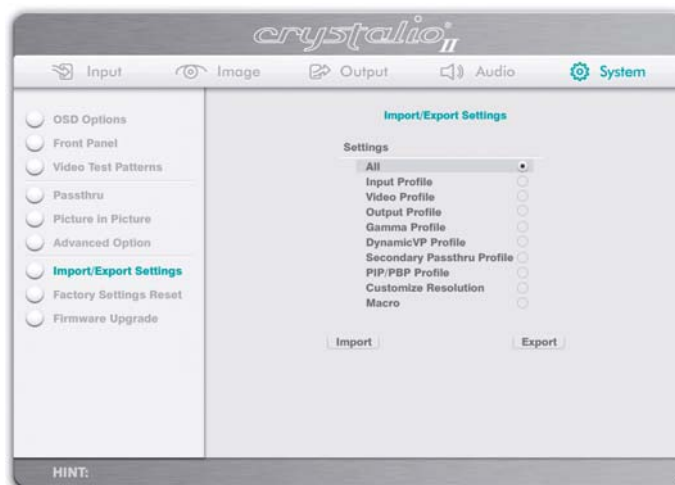 crystalio II
Input Image Output Audio System
OSD Options
Front Panel
Video Test Patterns
Passthru
Picture in Picture
Advanced Option
Import/Export Settings
Factory Settings Reset
Firmware Upgrade
Import/Export Settings
Settings
All
Input Profile
Video Profile
Output Profile
Gamma Profile
DynamicVP Profile
Secondary Passthru Profile
PIP/PBP Profile
Customize Resolution
Macro
Import Export
HINT: